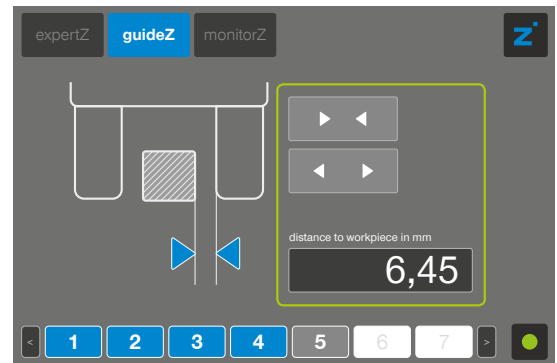 expertZ guideZ monitorZ z
distance to workpiece in mm
6,45
< 1 2 3 4 5 6 7 >